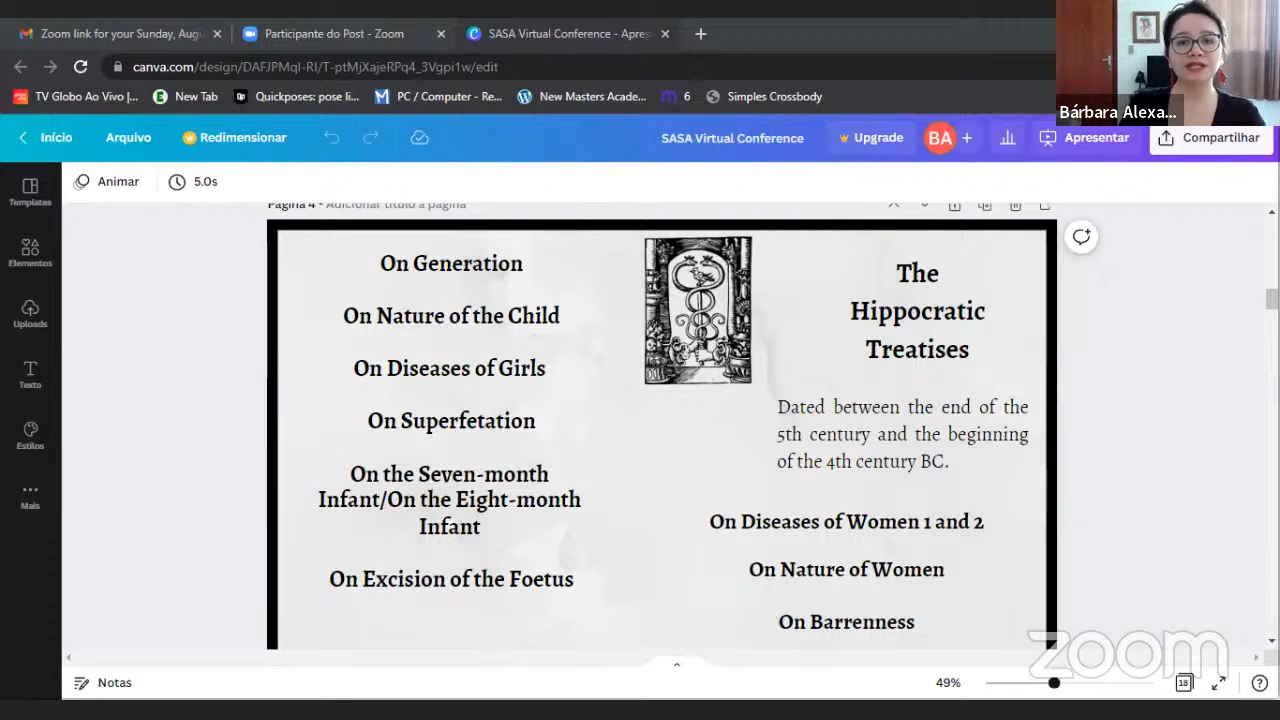 Zoom link for your Sunday, Aug
Participante do Post - Zoom
SASA Virtual Conference - Apres
canva.com/design/DAFJPMqI-RI/T-ptMjXajeRPq4_3Vgpi1w/edit
TV Globo Ao Vivo |...
New Tab
Quickposes: pose li...
PC / Computer - Re...
New Masters Acade...
6
Simples Crossbody
Bárbara Alexa...
Início
Arquivo
Redimensionar
SASA Virtual Conference
Upgrade
BA
Apresentar
Compartilhar
Templates
Elementos
Uploads
Texto
Estilos
Mais
Animar
5.0s
Página 4 - Adicionar título à página
On Generation
On Nature of the Child
On Diseases of Girls
On Superfetation
On the Seven-month
Infant/On the Eight-month
Infant
On Excision of the Foetus
The
Hippocratic
Treatises
Dated between the end of the
5th century and the beginning
of the 4th century BC.
On Diseases of Women 1 and 2
On Nature of Women
On Barrenness
zoom
Notas
49%
18